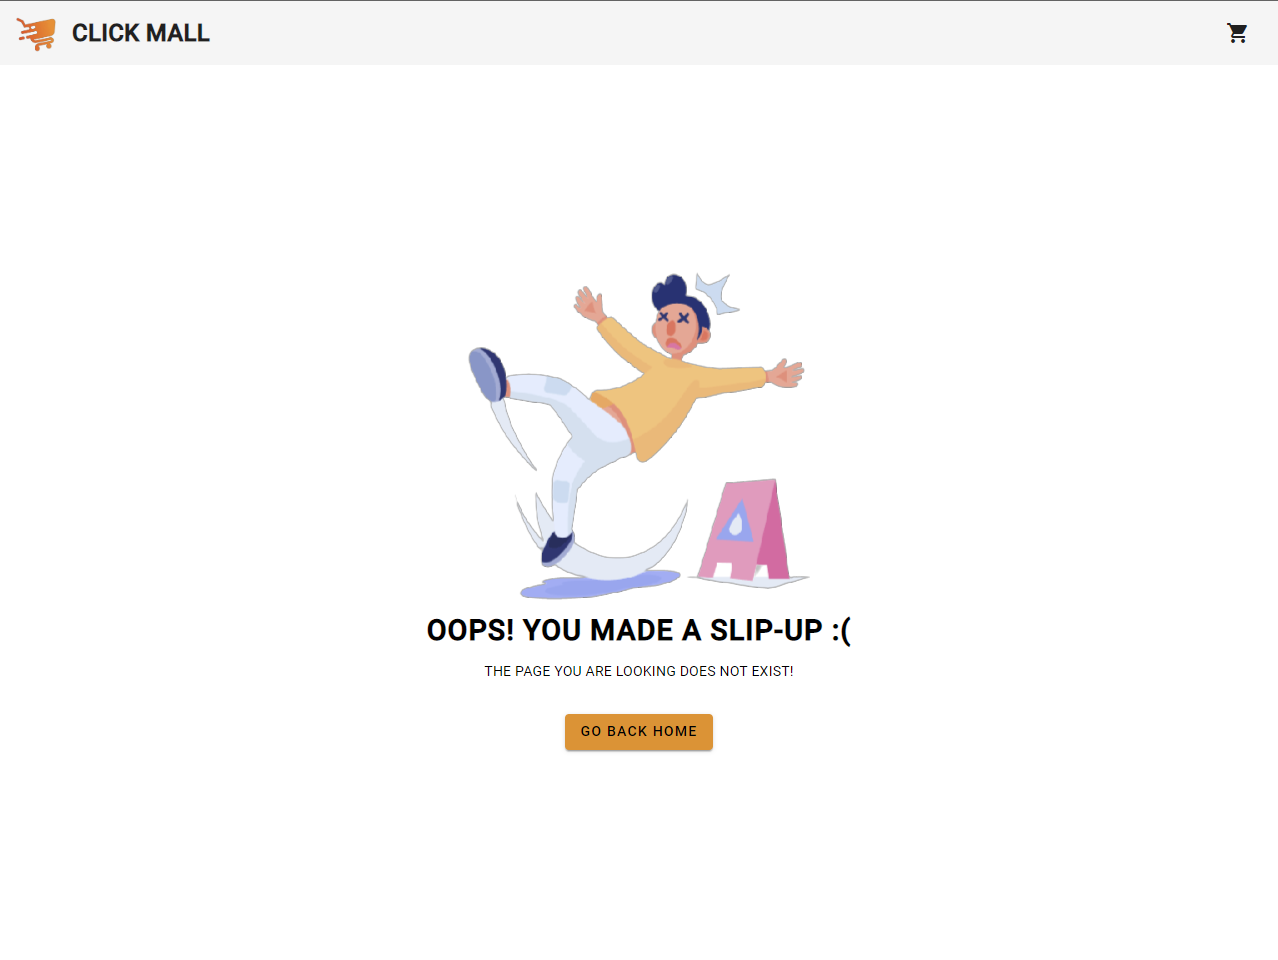 CLICK MALL
OOPS! YOU MADE A SLIP-UP :(
THE PAGE YOU ARE LOOKING DOES NOT EXIST!
GO BACK HOME